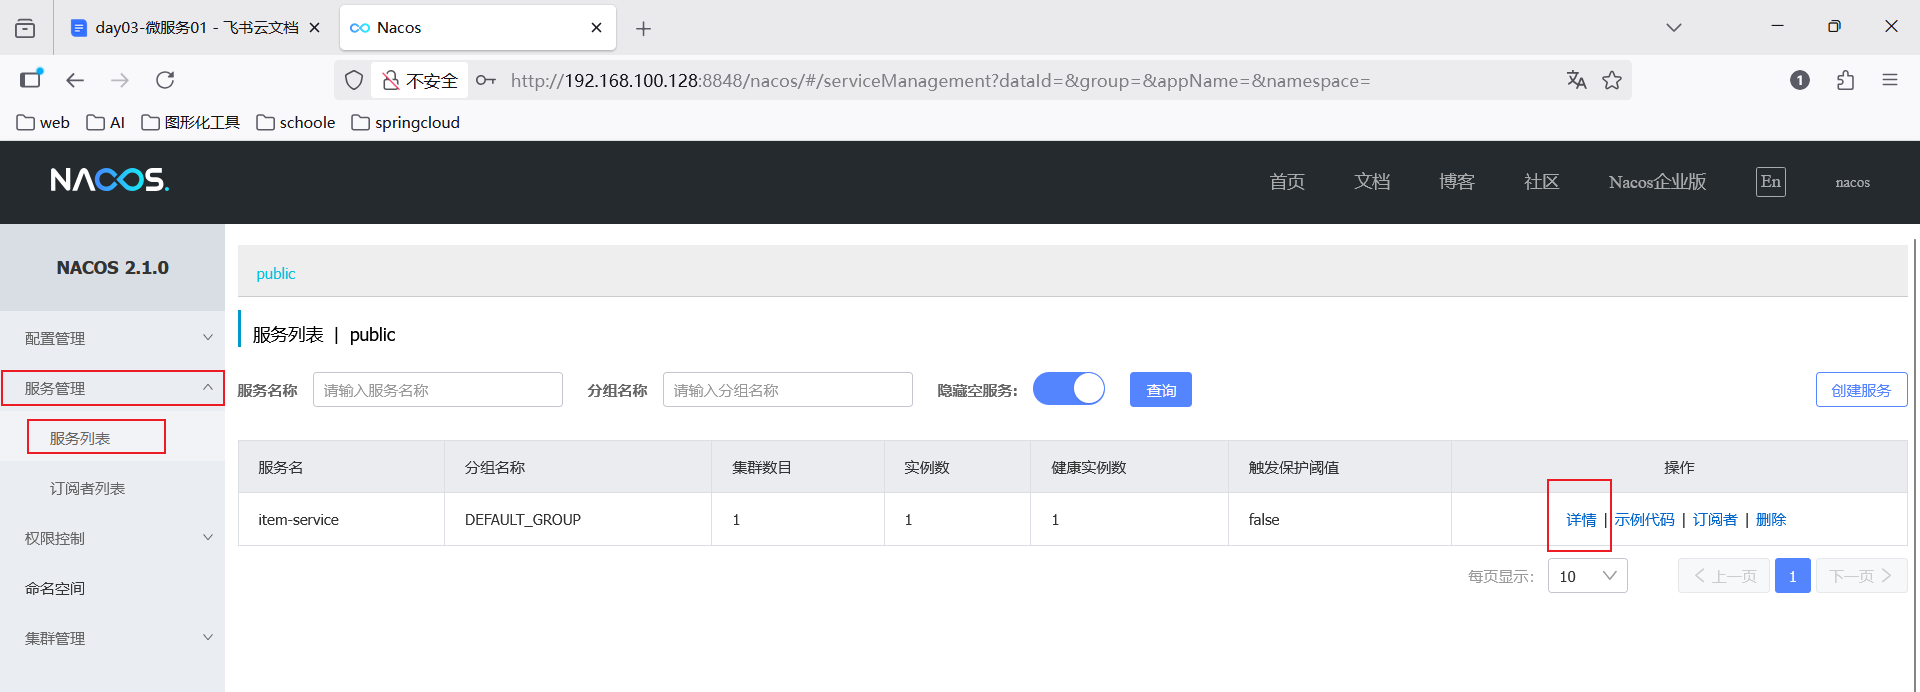 day03-微服务01 - 飞书云文档
Nacos
不安全
http://192.168.100.128:8848/nacos/#/serviceManagement?dataId=&group=&appName=&namespace=
1
web
AI
图形化工具
schoole
springcloud
NACOS.
首页
文档
博客
社区
Nacos企业版
En
nacos
NACOS 2.1.0
配置管理
服务管理
服务列表
订阅者列表
权限控制
命名空间
集群管理
public
服务列表 | public
服务名称 请输入服务名称 分组名称 请输入分组名称 隐藏空服务: 查询 创建服务
服务名 分组名称 集群数目 实例数 健康实例数 触发保护阈值 操作
item-service DEFAULT_GROUP 1 1 1 false 详情 | 示例代码 | 订阅者 | 删除
每页显示: 10 上一页 1 下一页